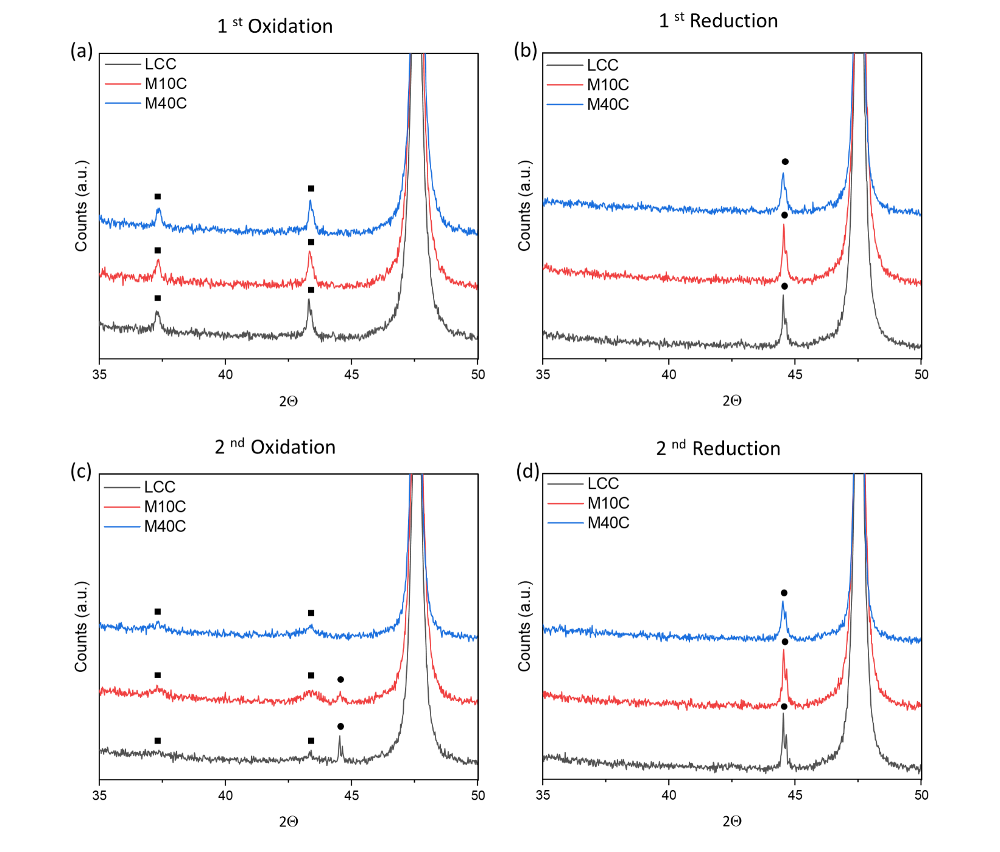 1 st Oxidation
(a)
LCC
M10C
M40C
Counts (a.u.)
35 40 45 50
2Θ
1 st Reduction
(b)
LCC
M10C
M40C
Counts (a.u.)
35 40 45 50
2Θ
2 nd Oxidation
(c)
LCC
M10C
M40C
Counts (a.u.)
35 40 45 50
2Θ
2 nd Reduction
(d)
LCC
M10C
M40C
Counts (a.u.)
35 40 45 50
2Θ